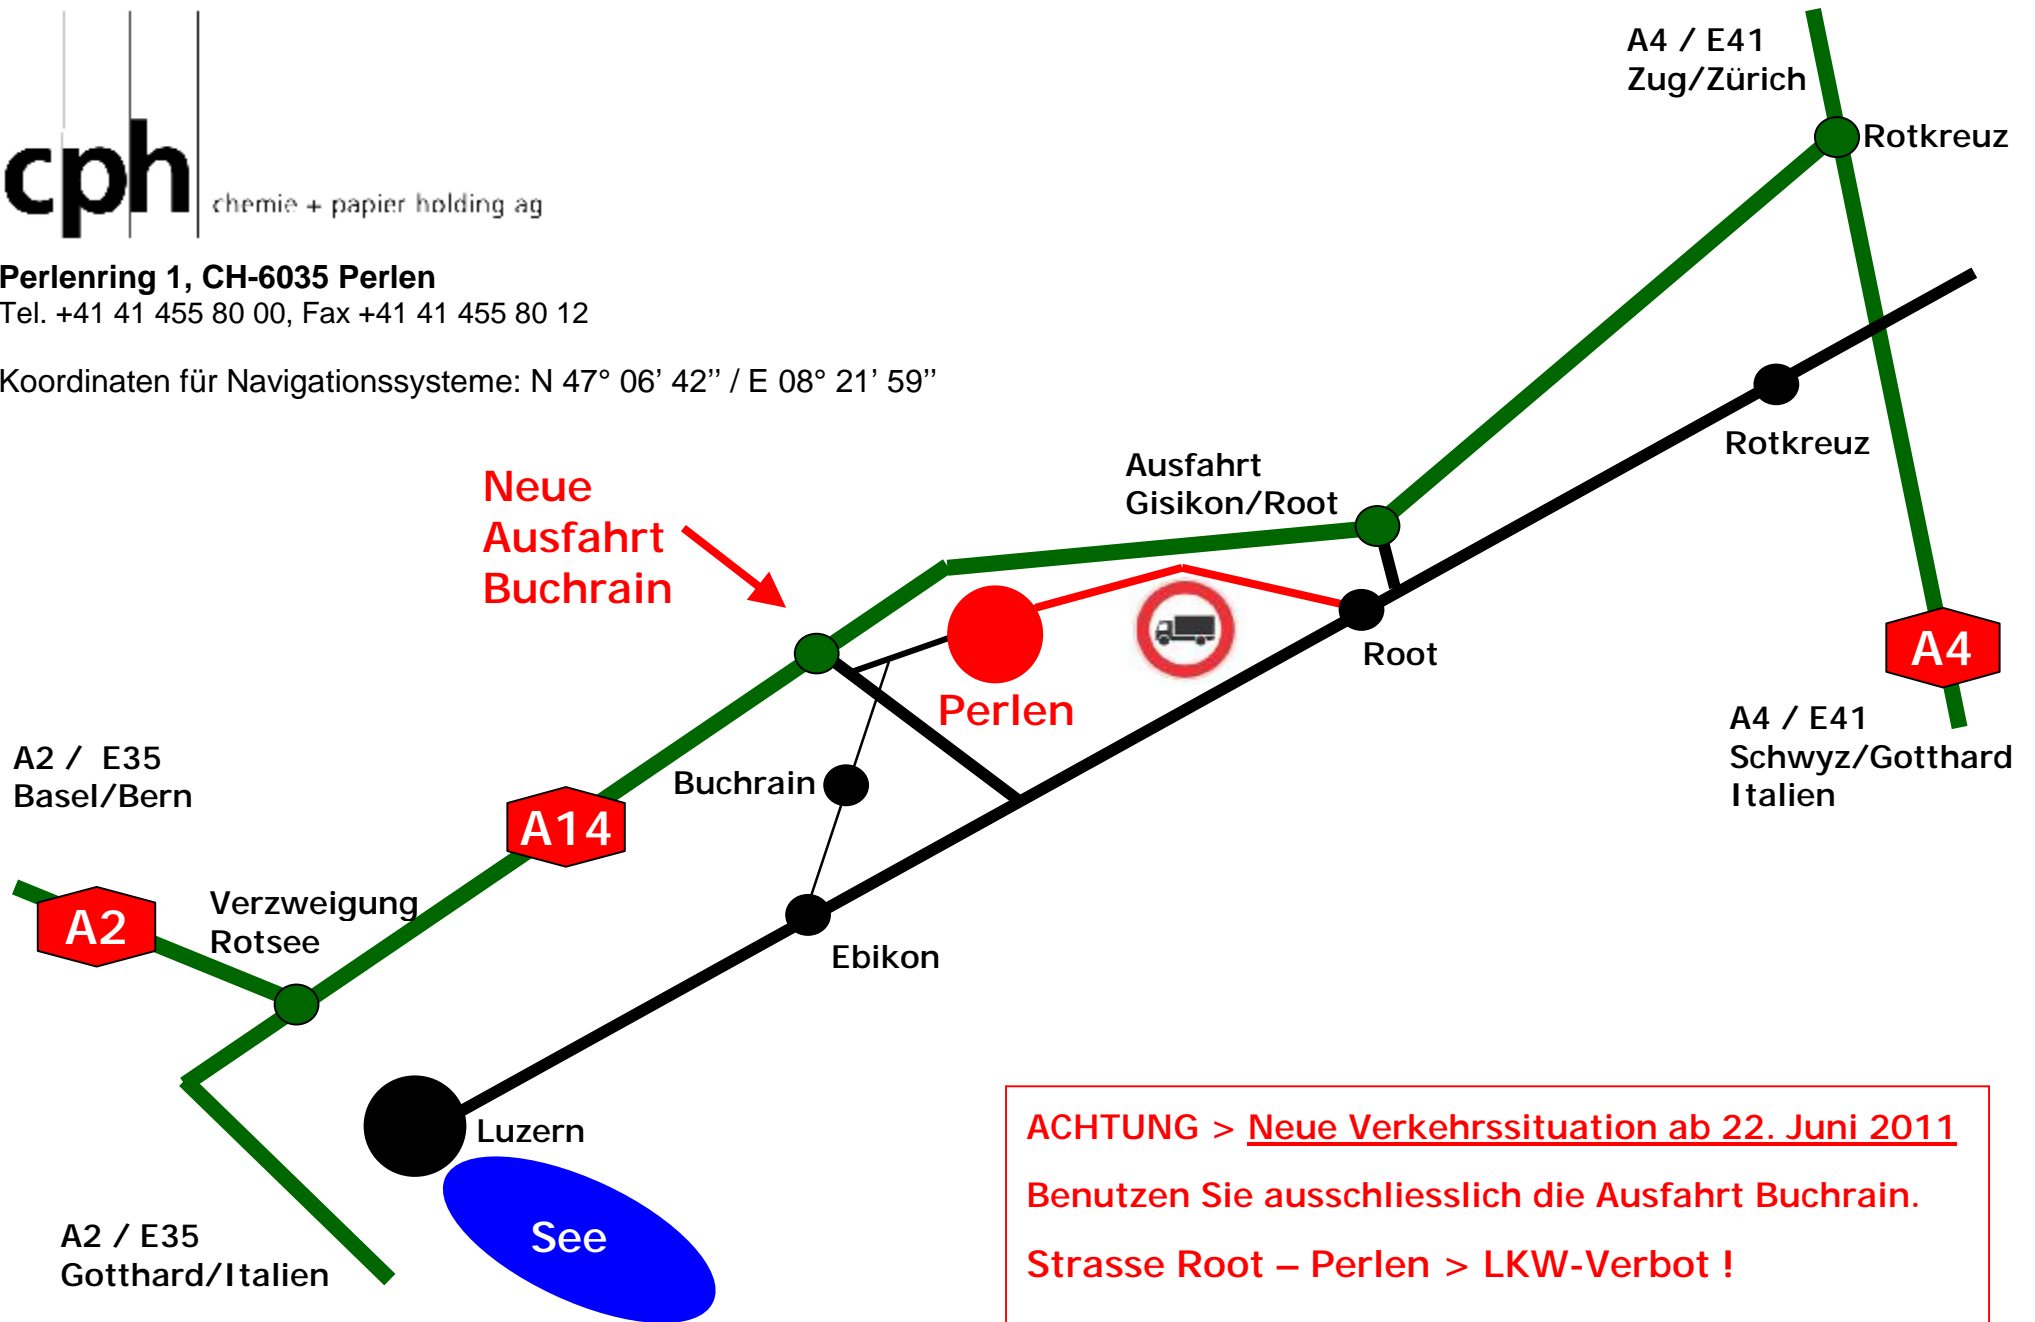 cph
chemie + papier holding ag
Perlenring 1, CH-6035 Perlen
Tel. +41 41 455 80 00, Fax +41 41 455 80 12
Koordinaten für Navigationssysteme: N 47° 06’ 42’’ / E 08° 21’ 59’’
A4 / E41
Zug/Zürich
Rotkreuz
Rotkreuz
Ausfahrt
Gisikon/Root
Neue
Ausfahrt
Buchrain
Root
A4
Perlen
A4 / E41
Schwyz/Gotthard
Italien
A2 / E35
Basel/Bern
Buchrain
A14
A2
Verzweigung
Rotsee
Ebikon
Luzern
See
A2 / E35
Gotthard/Italien
ACHTUNG > Neue Verkehrssituation ab 22. Juni 2011
Benutzen Sie ausschliesslich die Ausfahrt Buchrain.
Strasse Root – Perlen > LKW-Verbot !